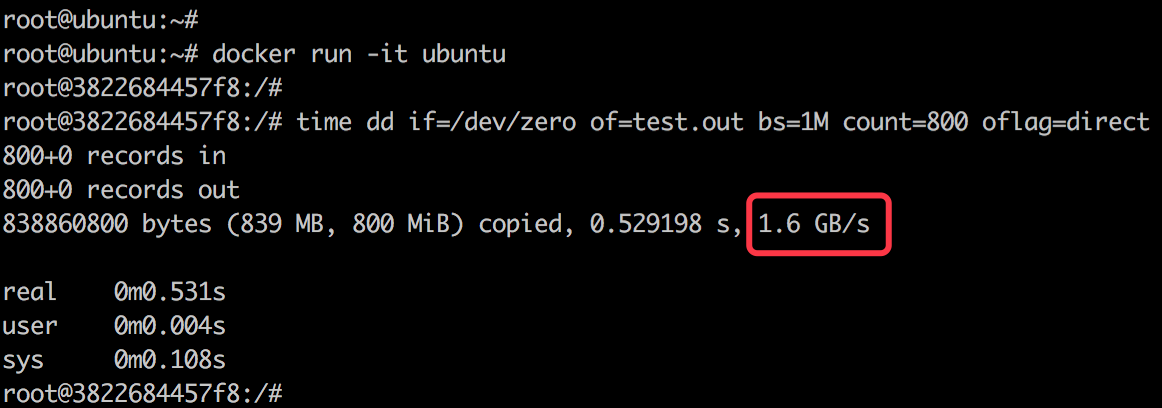 root@ubuntu:~#
root@ubuntu:~# docker run -it ubuntu
root@3822684457f8:/#
root@3822684457f8:/# time dd if=/dev/zero of=test.out bs=1M count=800 oflag=direct
800+0 records in
800+0 records out
838860800 bytes (839 MB, 800 MiB) copied, 0.529198 s, 1.6 GB/s
real    0m0.531s
user    0m0.004s
sys     0m0.108s
root@3822684457f8:/#